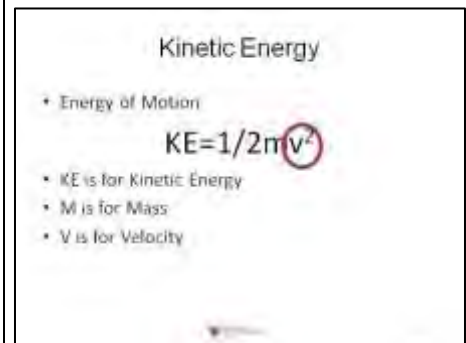 Kinetic Energy
• Energy of Motion
KE=1/2mv²
• KE is for Kinetic Energy
• M is for Mass
• V is for Velocity